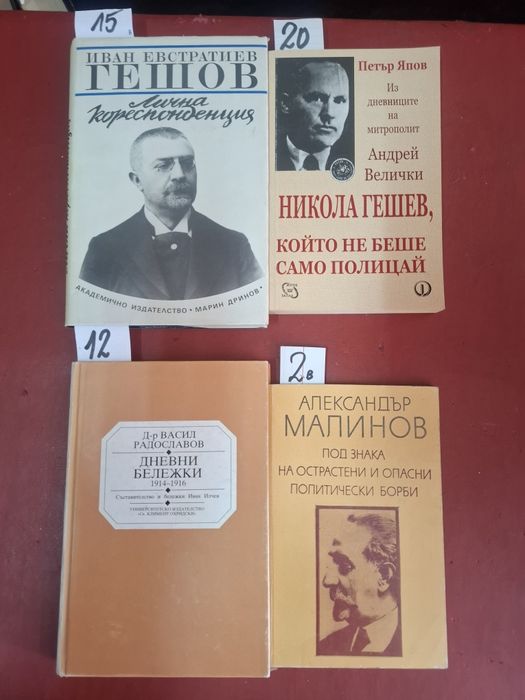 15
ИВАН ЕВСТРАТИЕВ
ГЕШОВ
Лична
кореспонденция
АКАДЕМИЧНО ИЗДАТЕЛСТВО • МАРИН ДРИНОВ •
20
Петър Япов
Из
дневниците
на
митрополит
Андрей
Велички
НИКОЛА ГЕШЕВ,
КОЙТО НЕ БЕШЕ
САМО ПОЛИЦАЙ
12
Д-р ВАСИЛ
РАДОСЛАВОВ
ДНЕВНИ
БЕЛЕЖКИ
1914–1916
Съставителство и бележки Иван Илчев
УНИВЕРСИТЕТСКО ИЗДАТЕЛСТВО
«Св. КЛИМЕНТ ОХРИДСКИ»
2 в
АЛЕКСАНДЪР
МАЛИНОВ
ПОД ЗНАКА
НА ОСТРАСТЕНИ И ОПАСНИ
ПОЛИТИЧЕСКИ БОРБИ